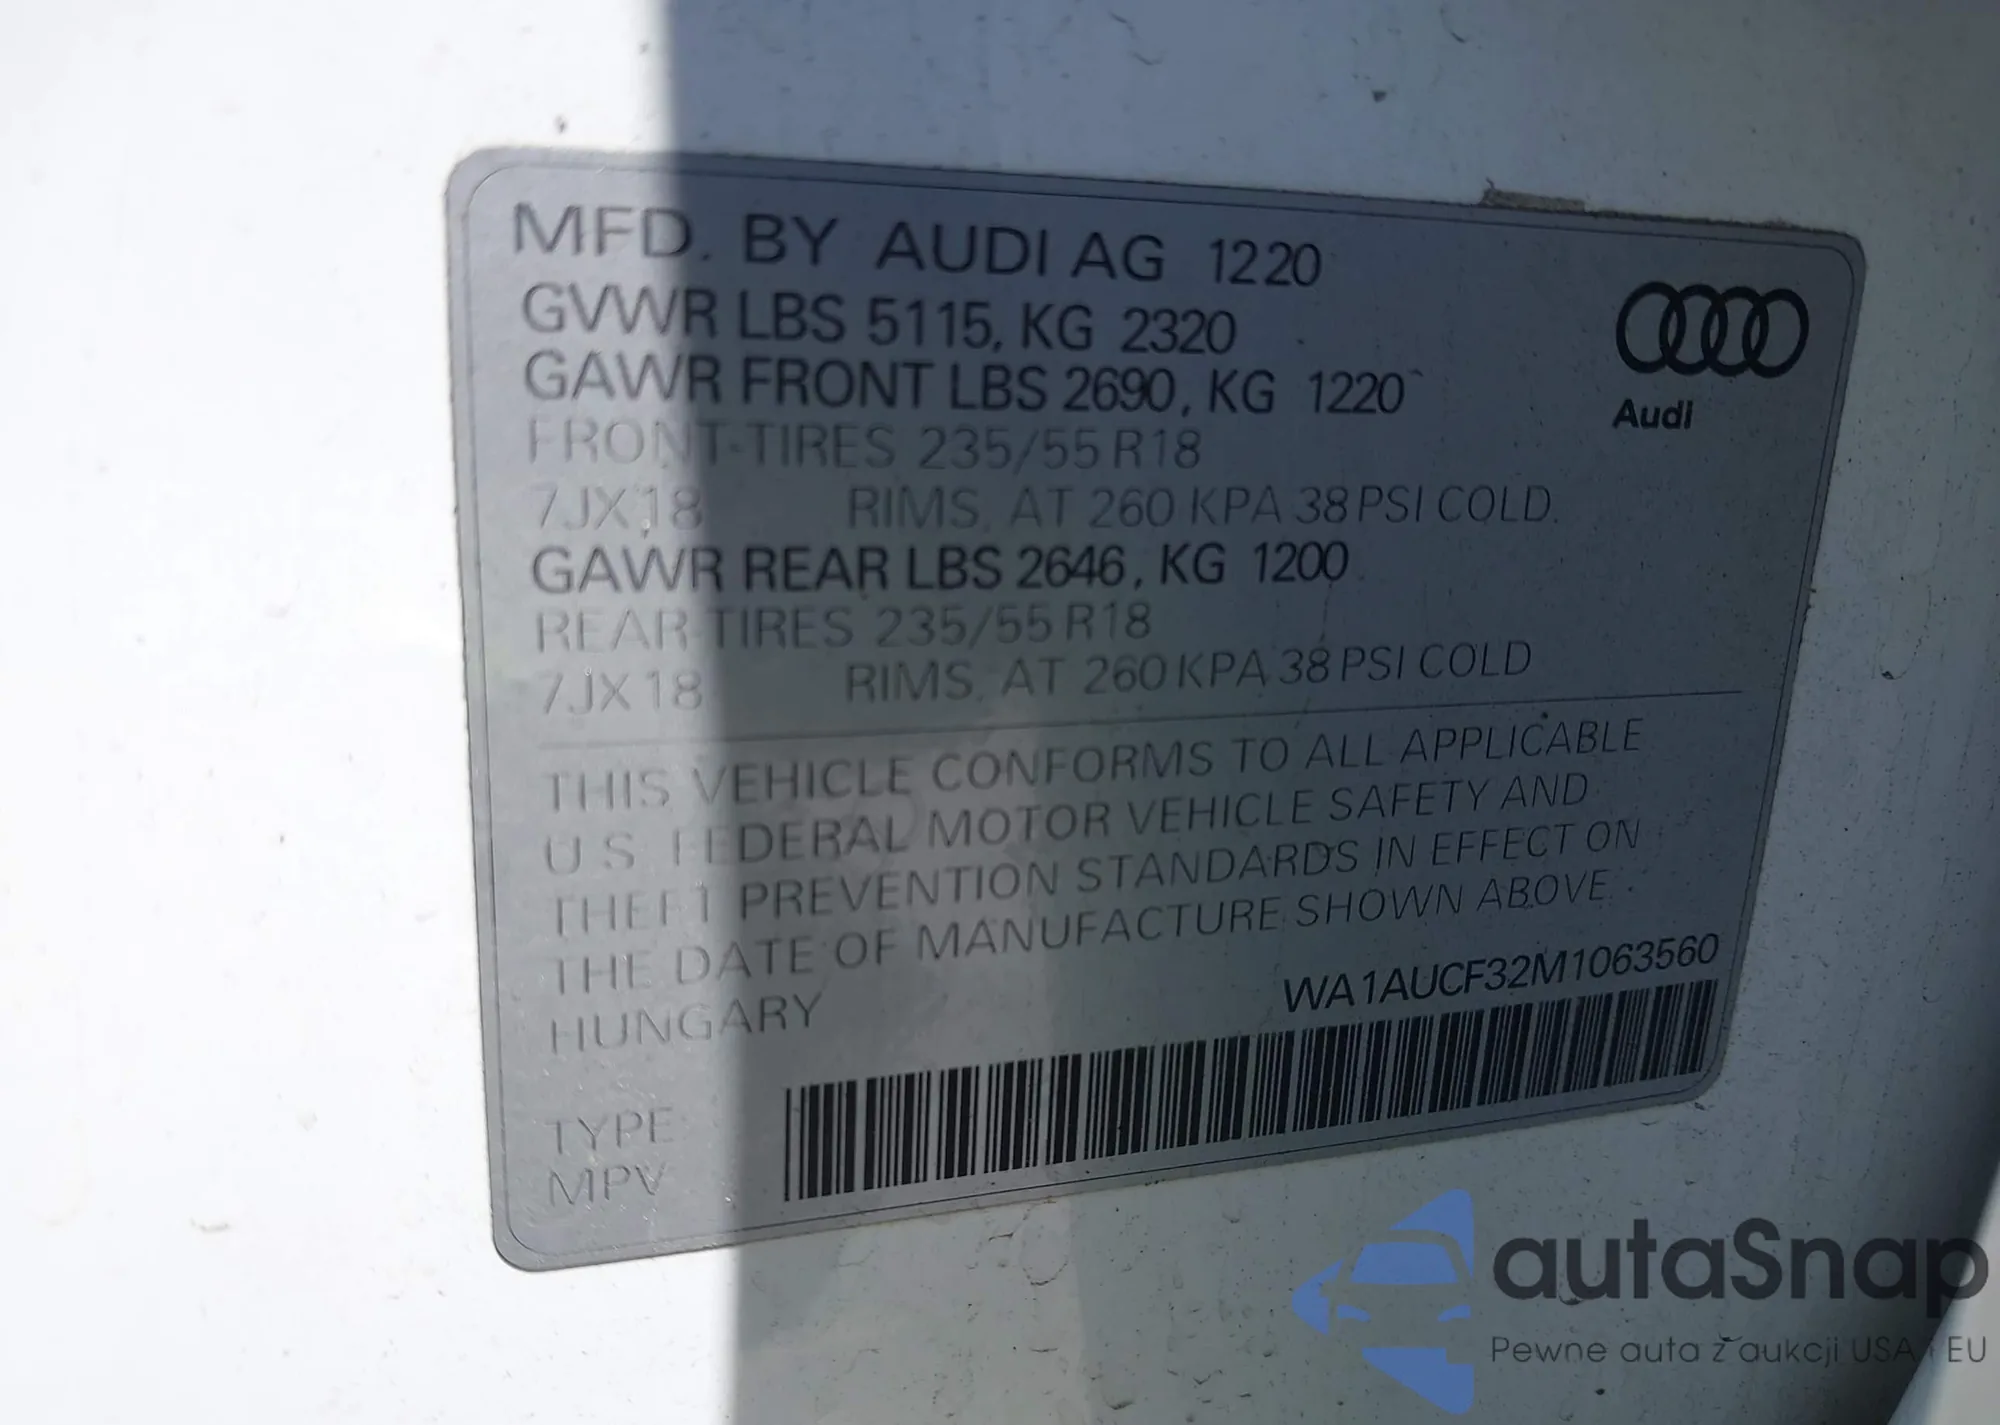 MFD. BY AUDI AG 1220
GVWR LBS 5115, KG 2320
GAWR FRONT LBS 2690, KG 1220
FRONT-TIRES 235/55 R18
7JX18 RIMS, AT 260 KPA 38 PSI COLD.
GAWR REAR LBS 2646, KG 1200
REAR-TIRES 235/55 R18
7JX18 RIMS, AT 260 KPA 38 PSI COLD
Audi
THIS VEHICLE CONFORMS TO ALL APPLICABLE
U.S. FEDERAL MOTOR VEHICLE SAFETY AND
THEFT PREVENTION STANDARDS IN EFFECT ON
THE DATE OF MANUFACTURE SHOWN ABOVE.
HUNGARY
WA1AUCF32M1063560
TYPE
MPV
autaSnap
Pewne auta z aukcji USA i EU